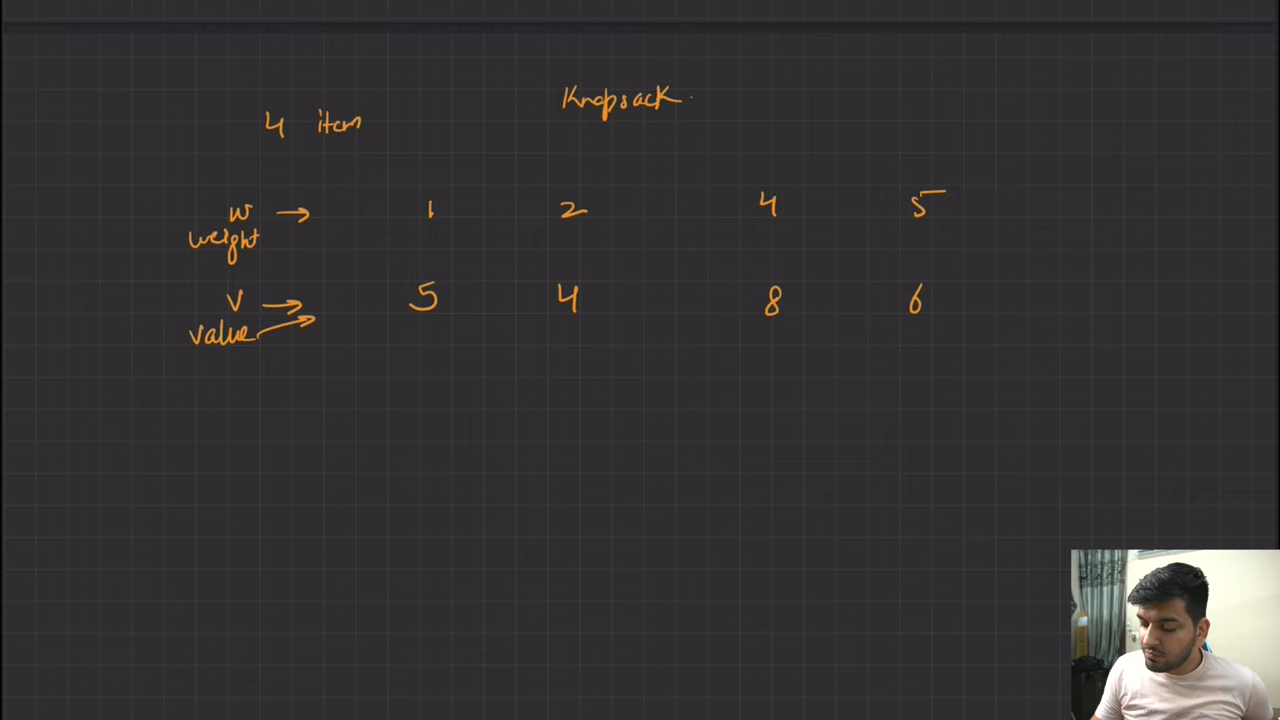 Knapsack
4 item
w → 1 2 4 5
weight
v → 5 4 8 6
value →